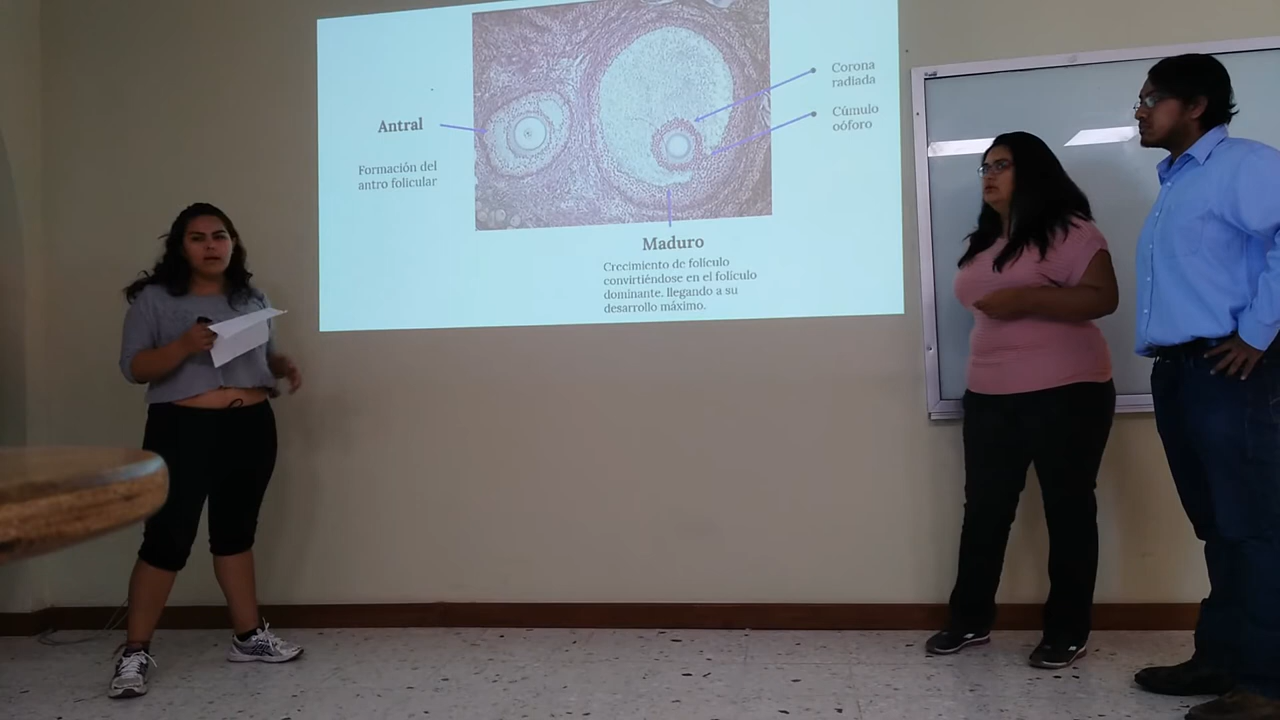 Antral
Formación del
antro folicular
Corona
radiada
Cúmulo
oóforo
Maduro
Crecimiento de folículo
convirtiéndose en el folículo
dominante. llegando a su
desarrollo máximo.